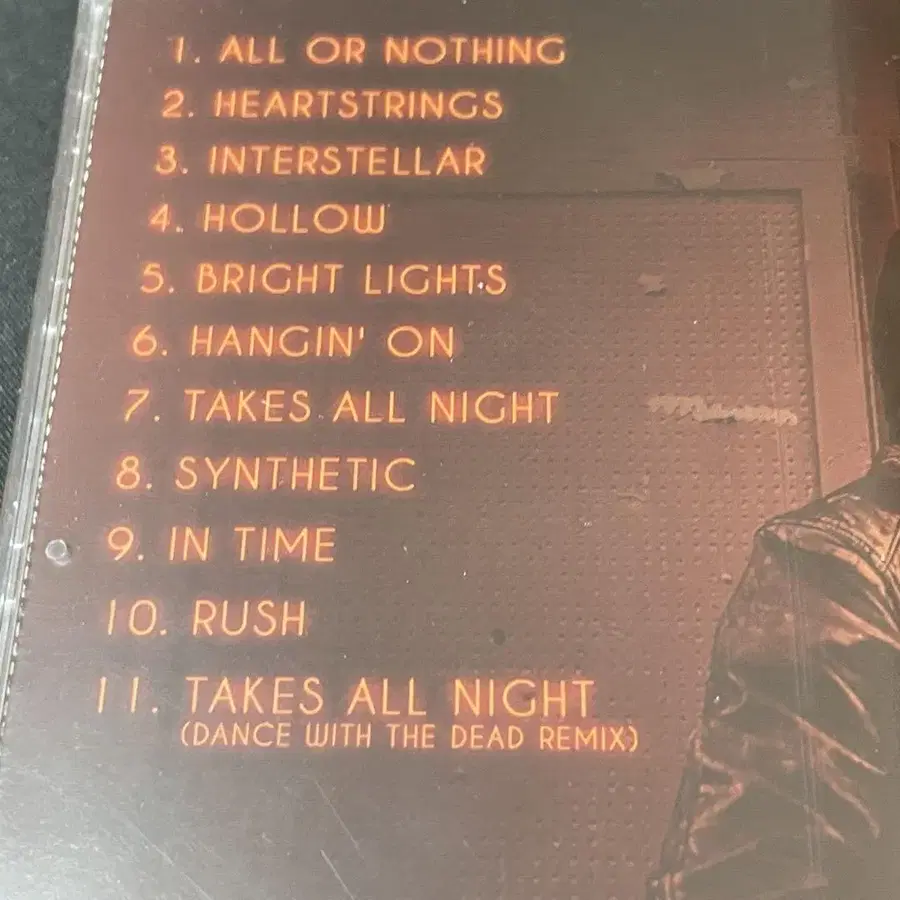 1. ALL OR NOTHING
2. HEARTSTRINGS
3. INTERSTELLAR
4. HOLLOW
5. BRIGHT LIGHTS
6. HANGIN' ON
7. TAKES ALL NIGHT
8. SYNTHETIC
9. IN TIME
10. RUSH
11. TAKES ALL NIGHT
(DANCE WITH THE DEAD REMIX)